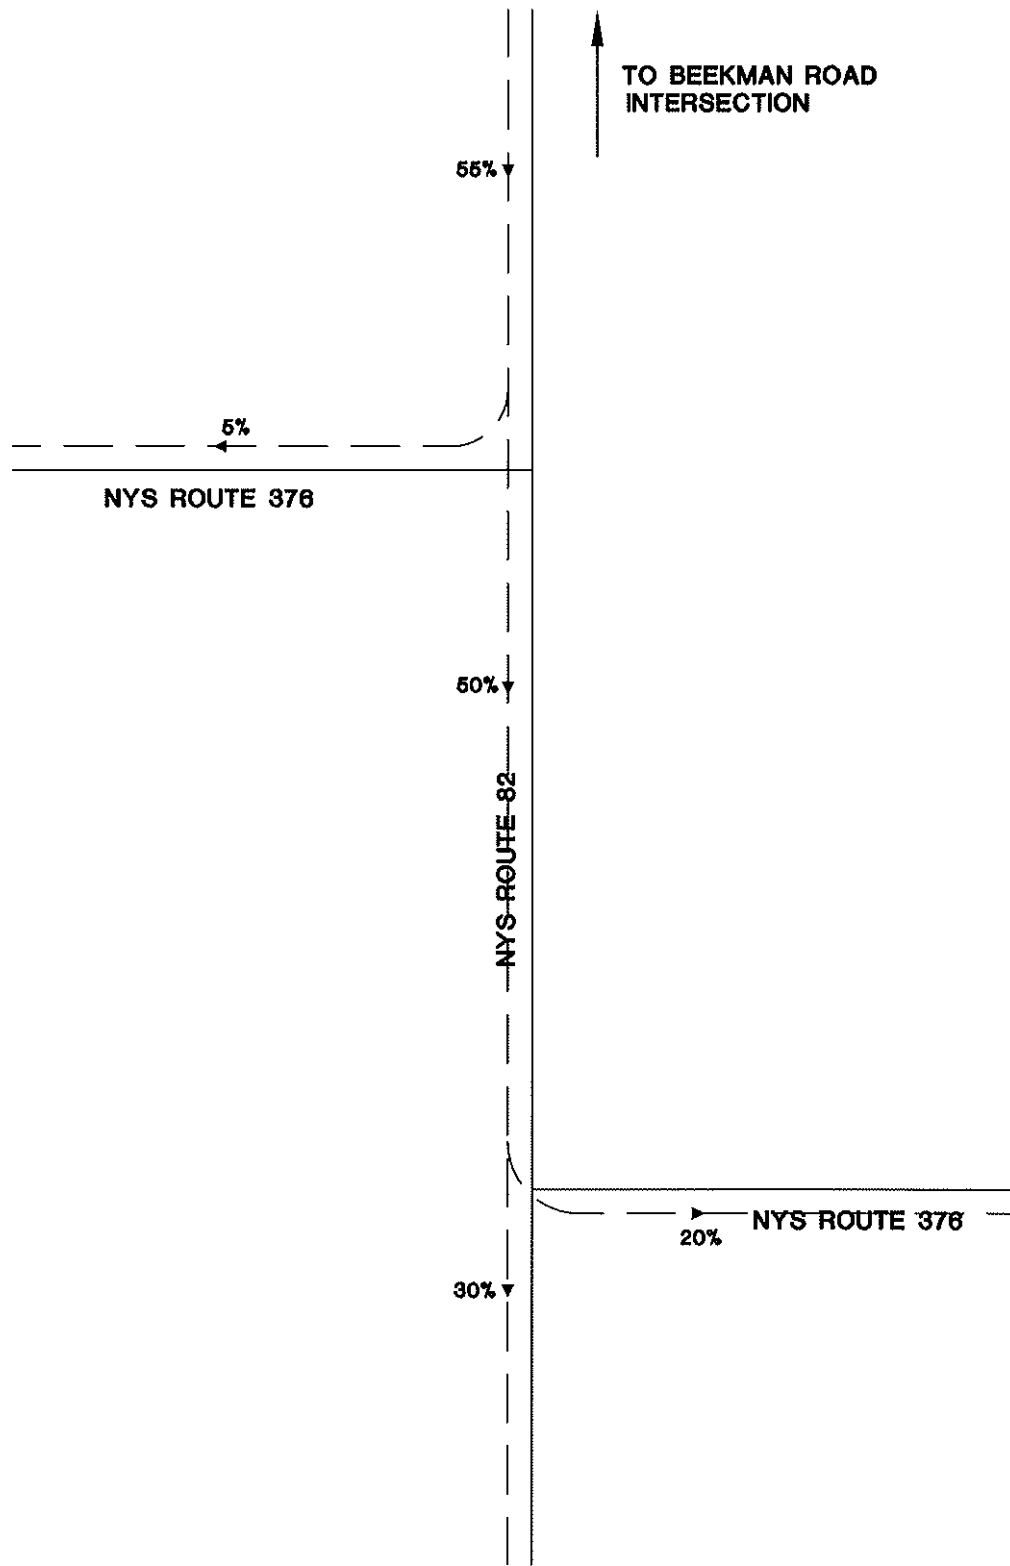 TO BEEKMAN ROAD
INTERSECTION
55%
5%
NYS ROUTE 376
50%
NYS ROUTE 82
NYS ROUTE 376
20%
30%